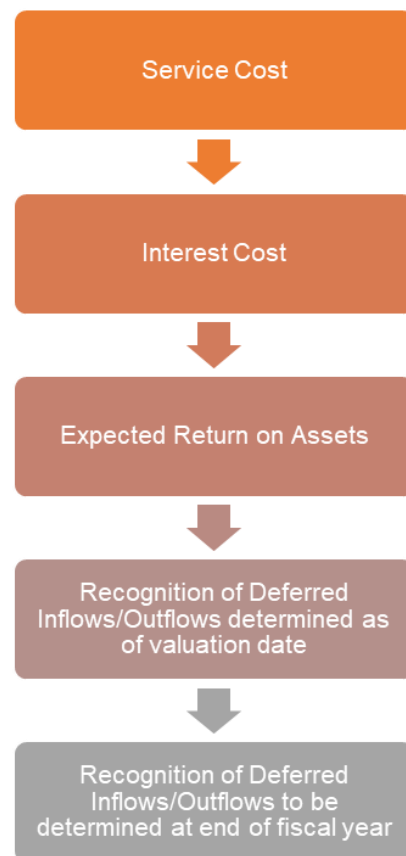 Service Cost
Interest Cost
Expected Return on Assets
Recognition of Deferred
Inflows/Outflows determined as
of valuation date
Recognition of Deferred
Inflows/Outflows to be
determined at end of fiscal year